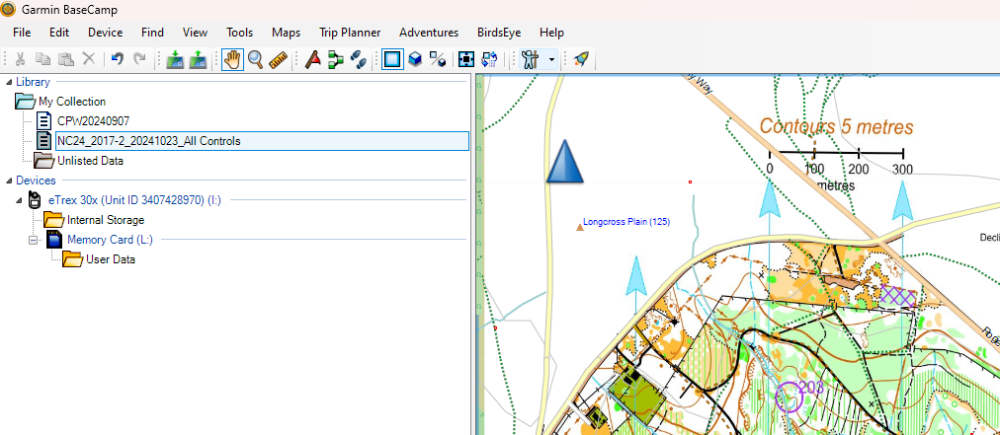 Garmin BaseCamp
File Edit Device Find View Tools Maps Trip Planner Adventures BirdsEye Help
Library
My Collection
CPW20240907
NC24_2017-2_20241023_All Controls
Unlisted Data
Devices
eTrex 30x (Unit ID 3407428970) (I:)
Internal Storage
Memory Card (L:)
User Data
y Way
Contours 5 metres
0 100 200 300
metres
Longcross Plain (125)
Decli
Roge
203